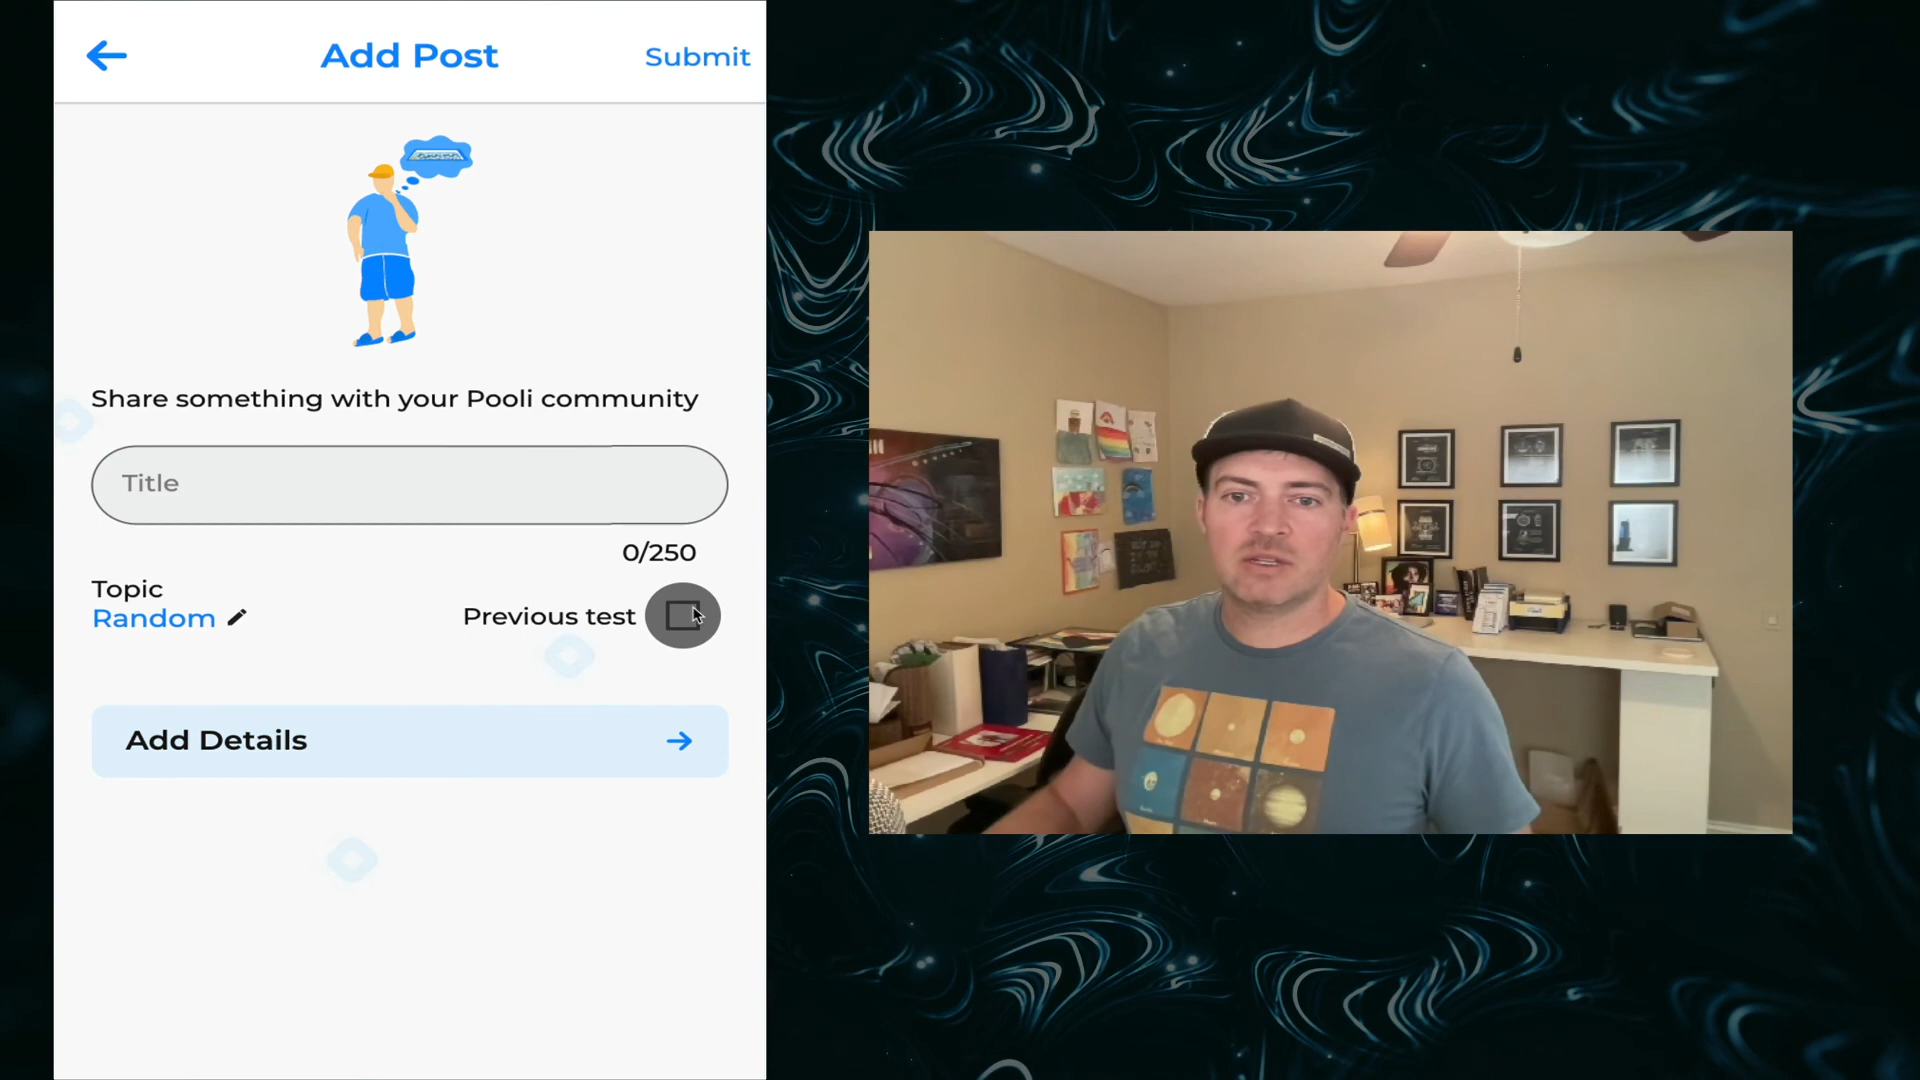 Add Post
Submit
Share something with your Pooli community
Title
0/250
Topic
Random
Previous test
Add Details